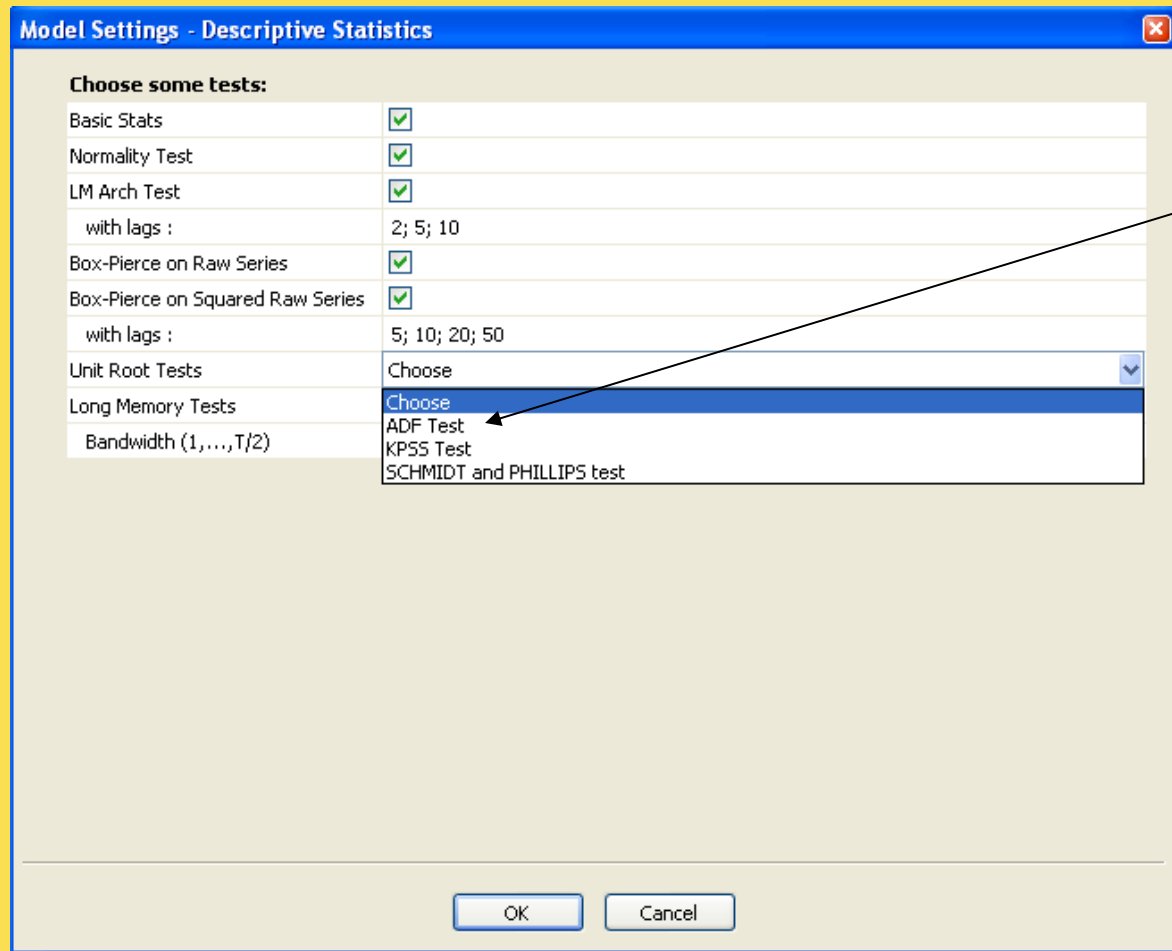 Model Settings - Descriptive Statistics
Choose some tests:
Basic Stats
Normality Test
LM Arch Test
with lags : 2; 5; 10
Box-Pierce on Raw Series
Box-Pierce on Squared Raw Series
with lags : 5; 10; 20; 50
Unit Root Tests Choose
Long Memory Tests Choose
Bandwidth (1,...,T/2) ADF Test
KPSS Test
SCHMIDT and PHILLIPS test
OK Cancel